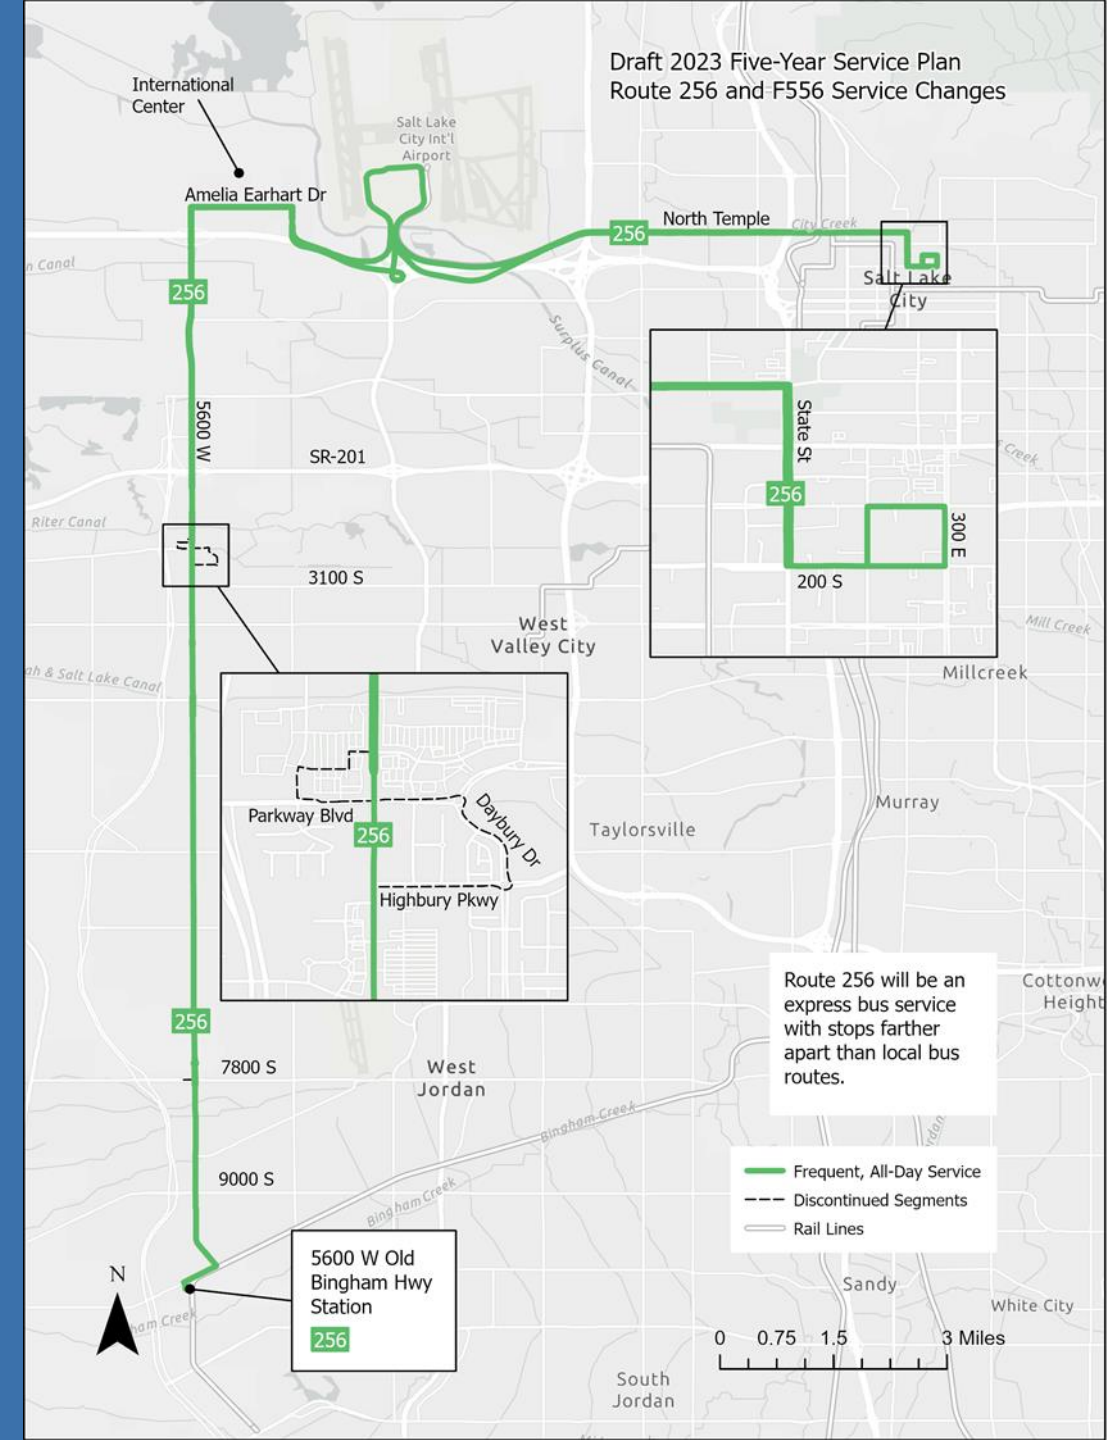 Draft 2023 Five-Year Service Plan
Route 256 and F556 Service Changes
International
Center
Salt Lake
City Int'l
Airport
Amelia Earhart Dr
North Temple
City Creek
256
n Canal
256
Salt Lake
City
Surplus Canal
5600 W
State St
SR-201
s Creek
256
Riter Canal
300 E
3100 S
200 S
West
Valley City
Mill Creek
ah & Salt Lake Canal
Millcreek
Murray
Parkway Blvd
Daybury Dr
256
Taylorsville
Highbury Pkwy
Route 256 will be an
express bus service
with stops farther
apart than local bus
routes.
Cottonwo
Height
256
7800 S
West
Jordan
Bingham Creek
rdan
9000 S
Bingham Creek
Frequent, All-Day Service
Discontinued Segments
Rail Lines
5600 W Old
Bingham Hwy
Station
256
N
ham Creek
Sandy
White City
0 0.75 1.5 3 Miles
South
Jordan